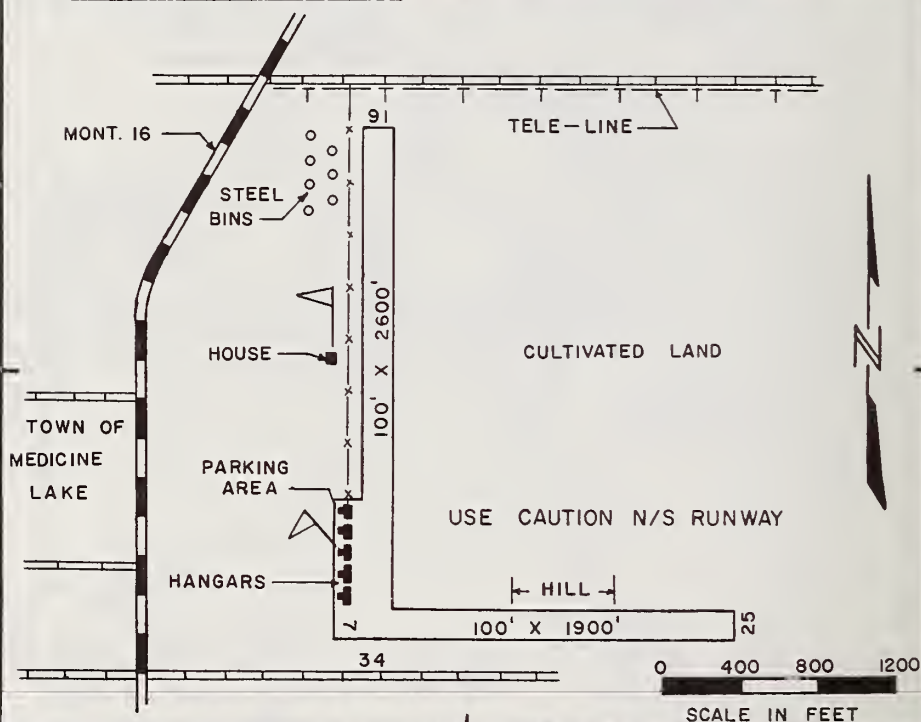 MONT. 16
91
TELE-LINE
STEEL
BINS
HOUSE
100' X 2600'
CULTIVATED LAND
N
TOWN OF
MEDICINE
LAKE
PARKING
AREA
USE CAUTION N/S RUNWAY
HANGARS
HILL
7
100' X 1900'
25
34
0 400 800 1200
SCALE IN FEET